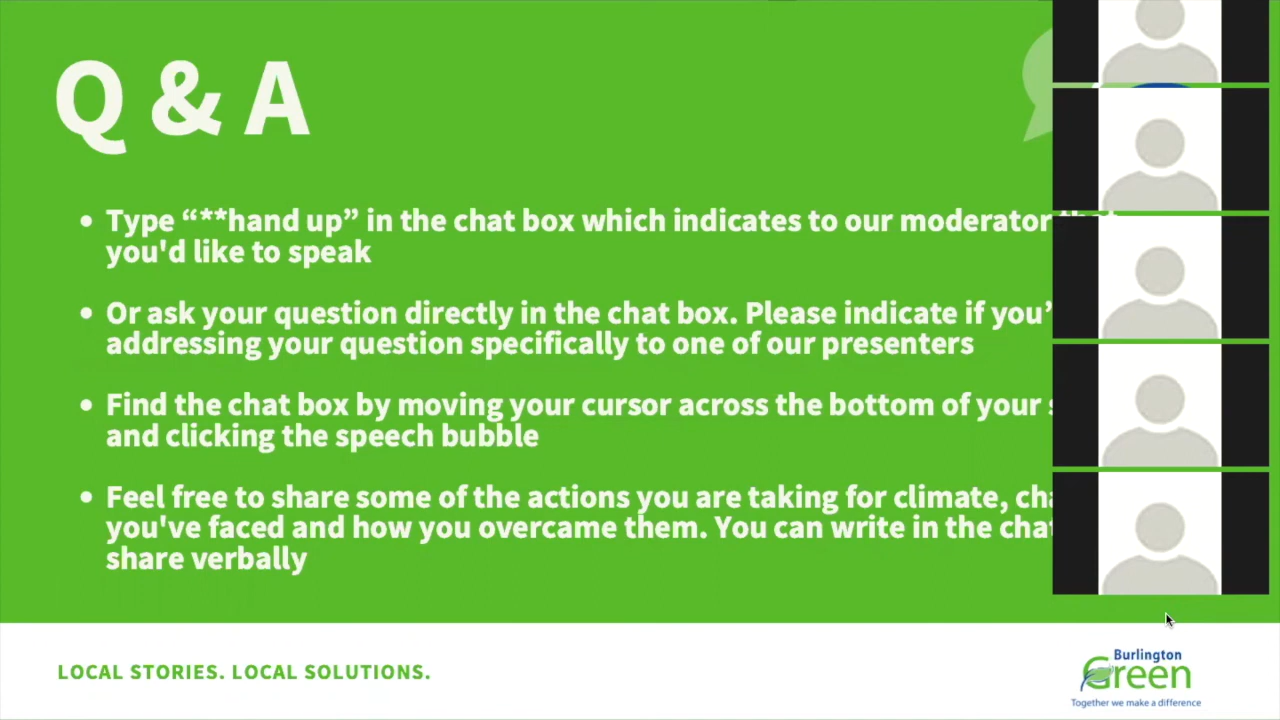 Q & A
• Type “**hand up” in the chat box which indicates to our moderator that
you'd like to speak
• Or ask your question directly in the chat box. Please indicate if you’
addressing your question specifically to one of our presenters
• Find the chat box by moving your cursor across the bottom of your
and clicking the speech bubble
• Feel free to share some of the actions you are taking for climate,
you've faced and how you overcame them. You can write in the chat
share verbally
LOCAL STORIES. LOCAL SOLUTIONS.
Burlington
Green
Together we make a difference